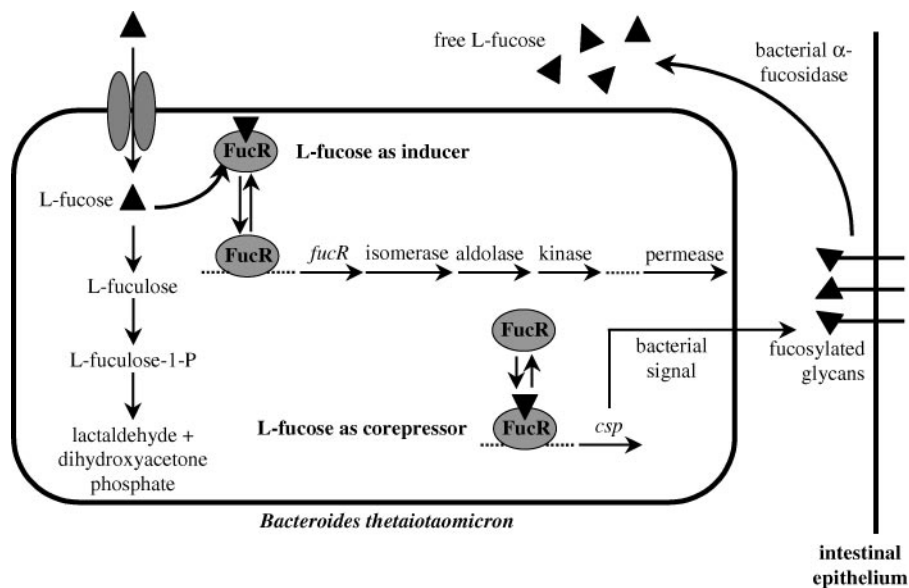 free L-fucose
bacterial α-
fucosidase
FucR
L-fucose as inducer
L-fucose
FucR
fucR
isomerase
aldolase
kinase
permease
L-fuculose
FucR
bacterial
signal
fucosylated
glycans
L-fuculose-1-P
L-fucose as corepressor
FucR
csp
lactaldehyde +
dihydroxyacetone
phosphate
Bacteroides thetaiotaomicron
intestinal
epithelium